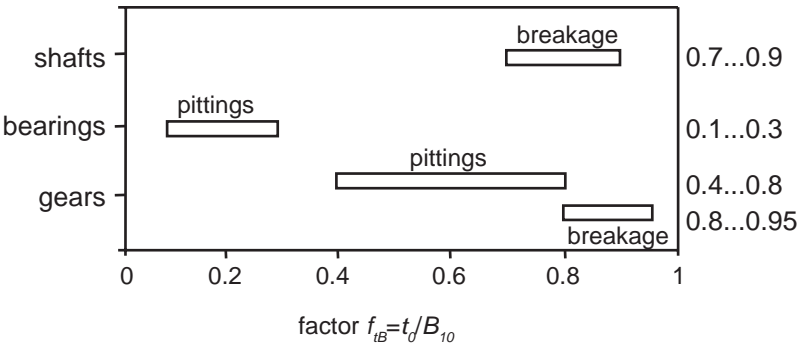 breakage
shafts 0.7...0.9
pittings
bearings 0.1...0.3
pittings
0.4...0.8
gears
0.8...0.95
breakage
0 0.2 0.4 0.6 0.8 1
factor f_tB=t_0/B_10